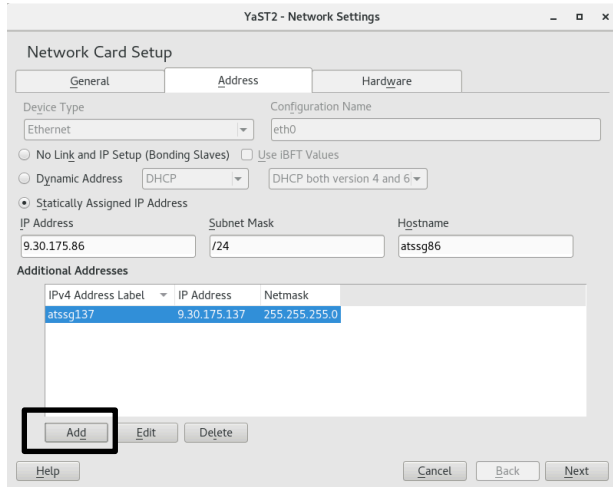 YaST2 - Network Settings
Network Card Setup
General Address Hardware
Device Type Configuration Name
Ethernet eth0
No Link and IP Setup (Bonding Slaves) Use iBFT Values
Dynamic Address DHCP DHCP both version 4 and 6
Statically Assigned IP Address
IP Address Subnet Mask Hostname
9.30.175.86 /24 atssg86
Additional Addresses
IPv4 Address Label IP Address Netmask
atssg137 9.30.175.137 255.255.255.0
Add Edit Delete
Help Cancel Back Next